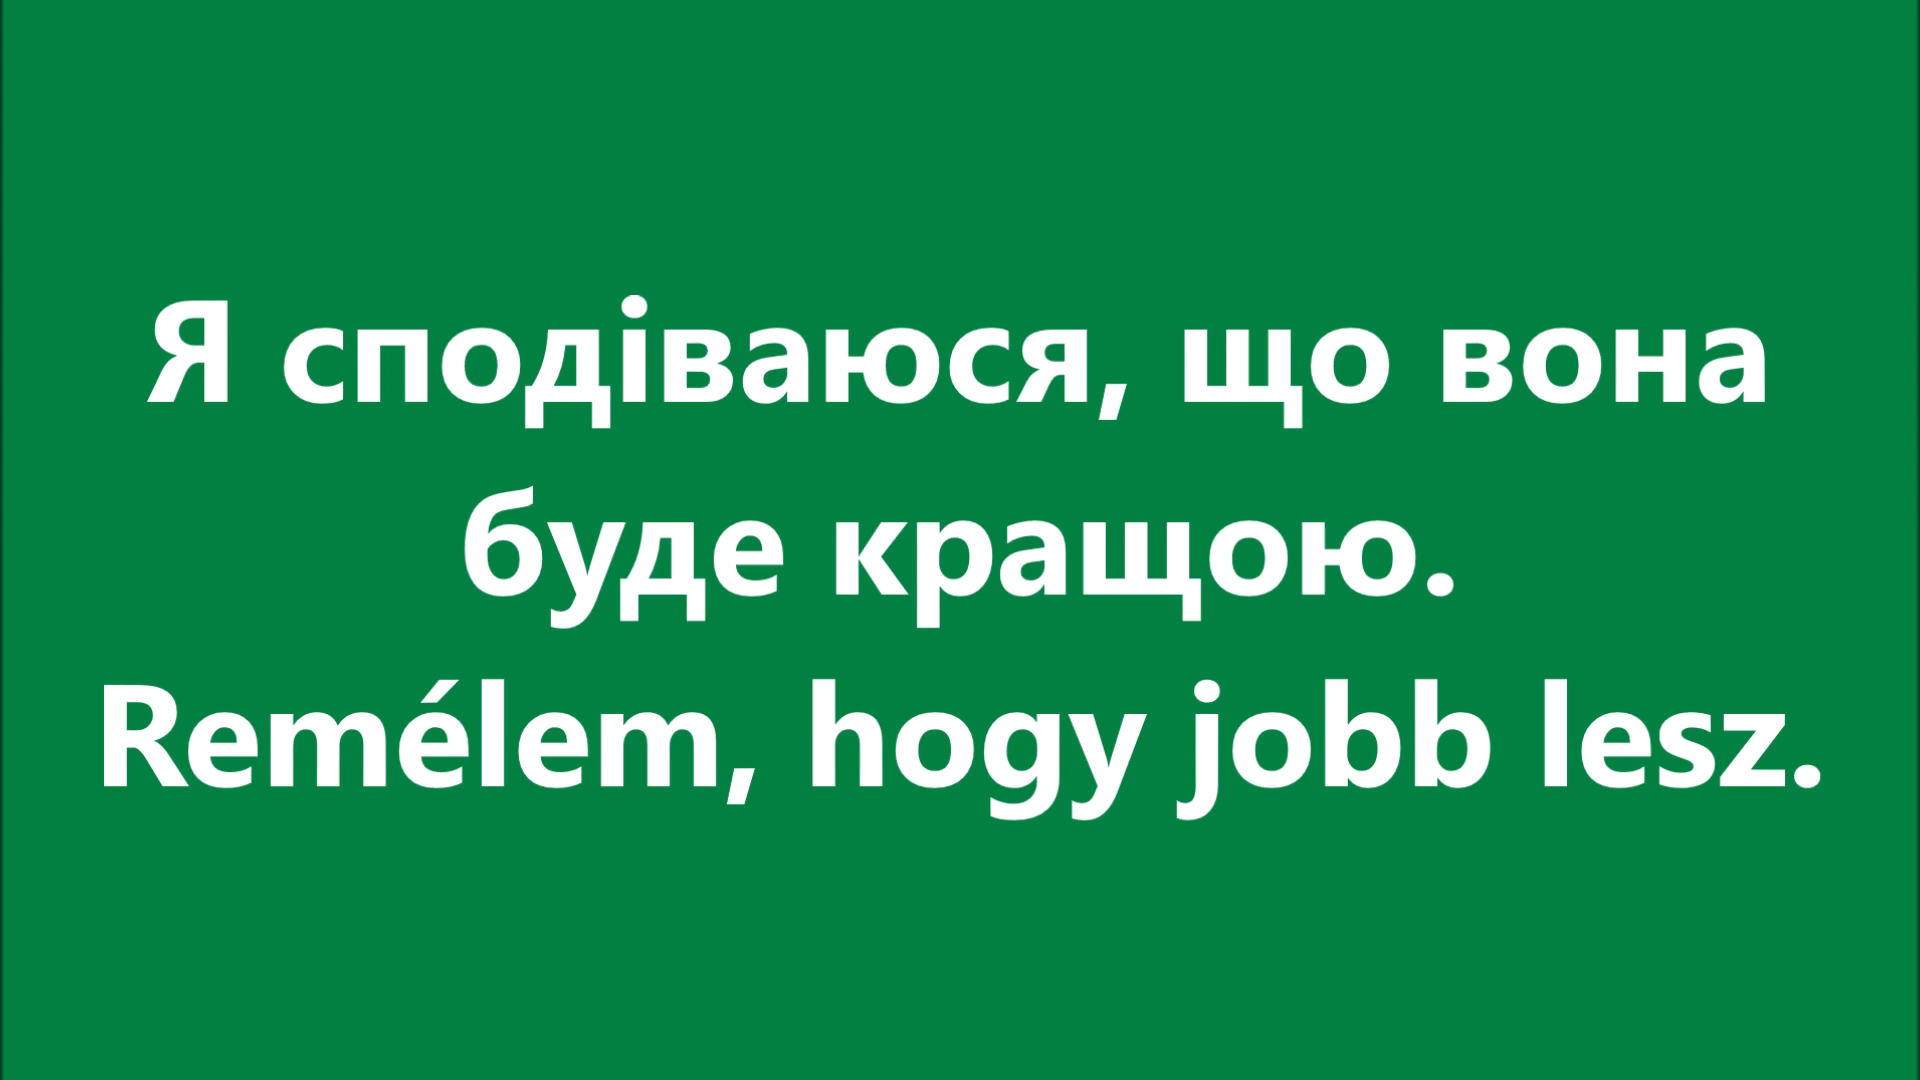 Я сподіваюся, що вона
буде кращою.
Remélem, hogy jobb lesz.